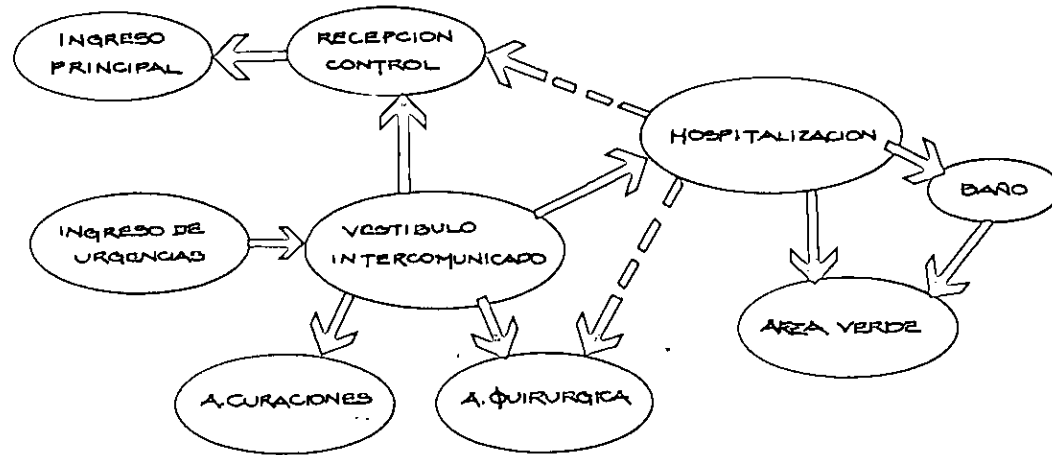 INGRESO
PRINCIPAL
RECEPCION
CONTROL
HOSPITALIZACION
BAÑO
INGRESO DE
URGENCIAS
VESTIBULO
INTERCOMUNICADO
AREA VERDE
A. CURACIONES
A. QUIRURGICA